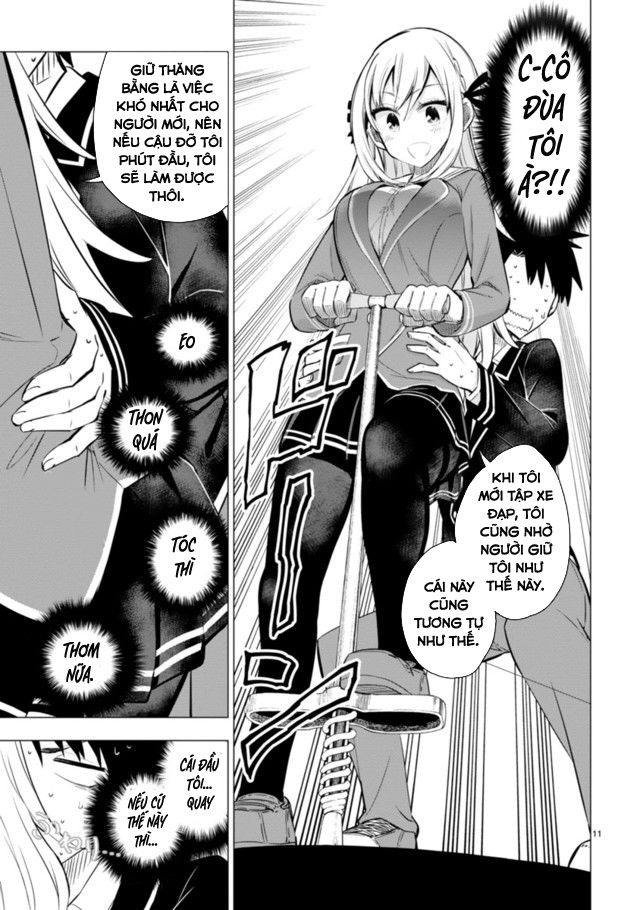 C-CÔ
ĐÙA
TÔI
À?!!
KHI TÔI
MỚI TẬP XE
ĐẠP, TÔI
CŨNG NHỜ
NGƯỜI GIỮ
TÔI NHƯ
THẾ NÀY.
CÁI NÀY
CŨNG
TƯƠNG TỰ
NHƯ THẾ.
GIỮ THĂNG
BẰNG LÀ VIỆC
KHÓ NHẤT CHO
NGƯỜI MỚI, NÊN
NẾU CẬU ĐỠ TÔI
PHÚT ĐẦU, TÔI
SẼ LÀM ĐƯỢC
THÔI.
EO
THON
QUÁ
TÓC THÌ
THƠM
NỮA.
CÁI ĐẦU
TÔI... QUAY
NẾU CỨ
THẾ NÀY
THÌ...
11